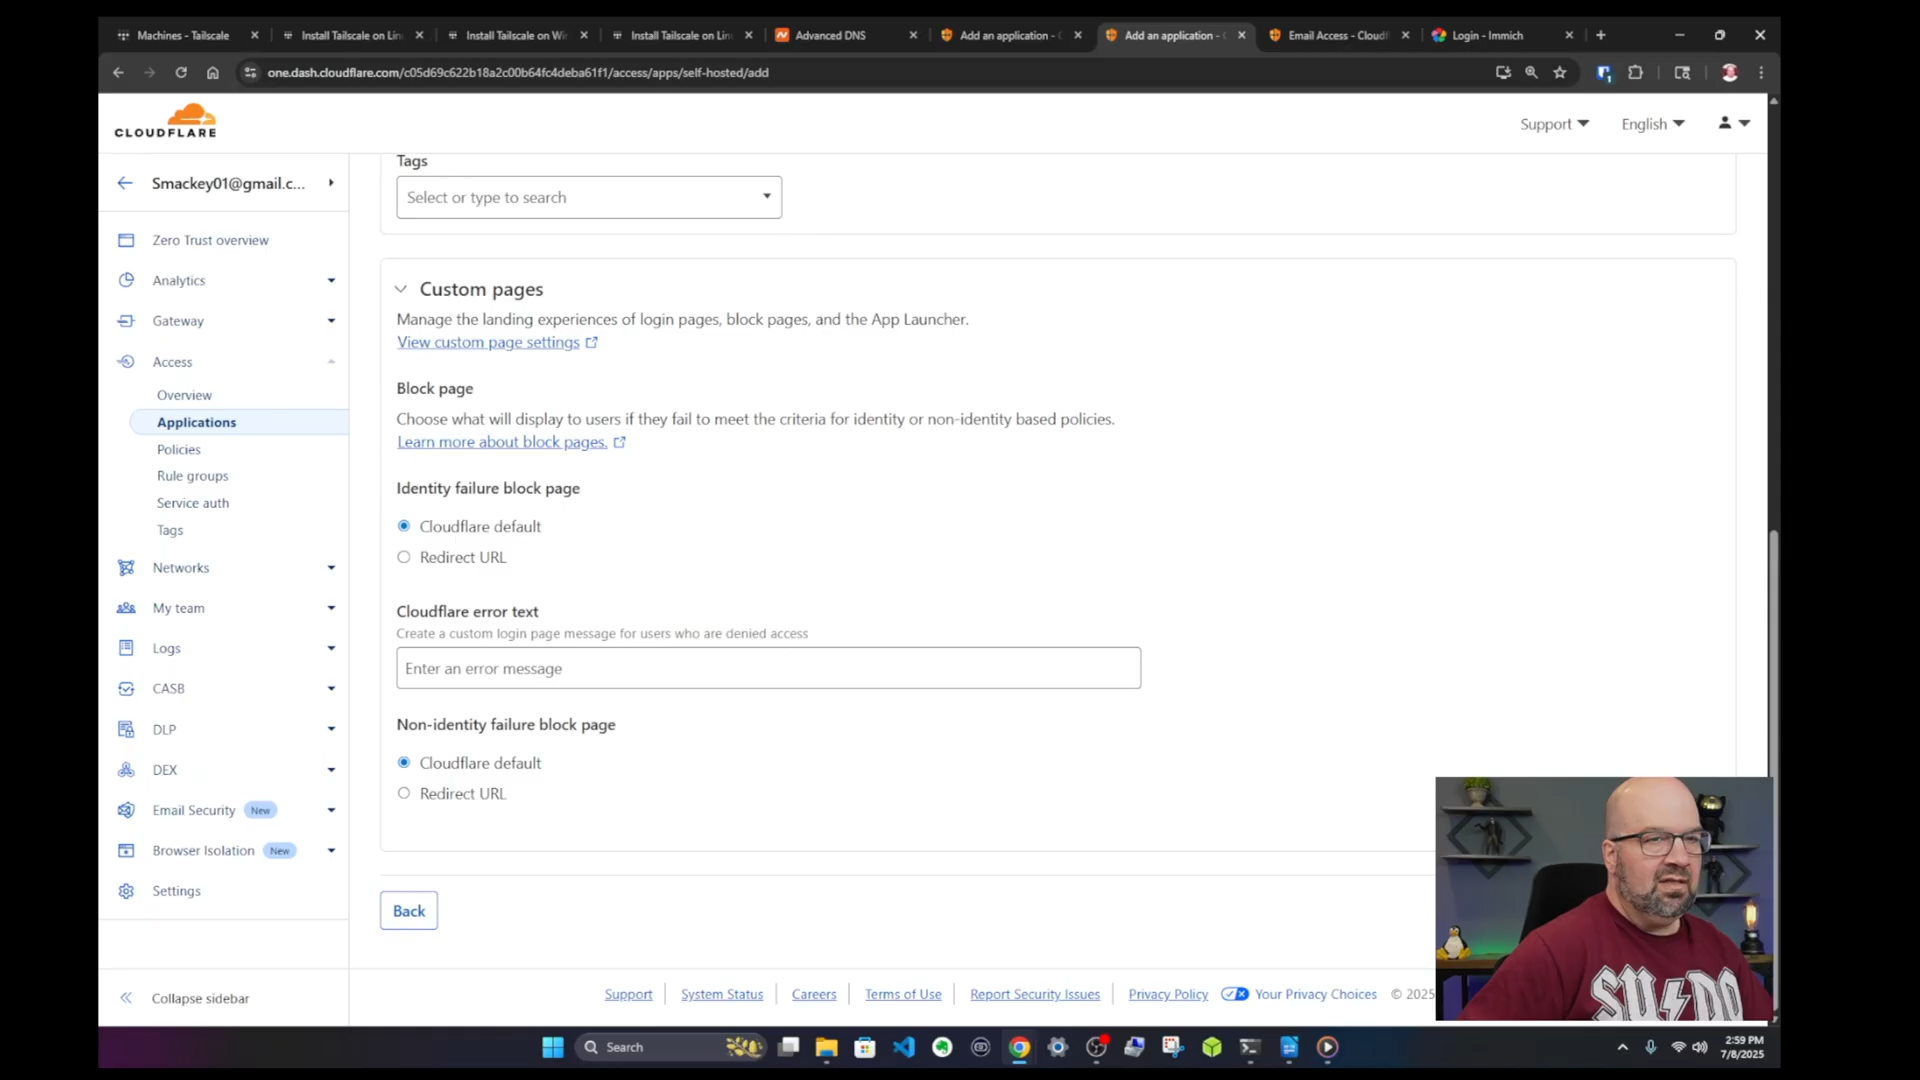 Machines - Tailscale
Install Tailscale on Lin
Install Tailscale on Wi
Install Tailscale on Lin
Advanced DNS
Add an application - C
Add an application - C
Email Access - Cloudf
Login - Immich
one.dash.cloudflare.com/c05d69c622b18a2c00b64fc4deba61f1/access/apps/self-hosted/add
CLOUDFLARE
Support
English
Smackey01@gmail.c...
Zero Trust overview
Analytics
Gateway
Access
Overview
Applications
Policies
Rule groups
Service auth
Tags
Networks
My team
Logs
CASB
DLP
DEX
Email Security New
Browser Isolation New
Settings
Collapse sidebar
Tags
Select or type to search
Custom pages
Manage the landing experiences of login pages, block pages, and the App Launcher.
View custom page settings
Block page
Choose what will display to users if they fail to meet the criteria for identity or non-identity based policies.
Learn more about block pages.
Identity failure block page
Cloudflare default
Redirect URL
Cloudflare error text
Create a custom login page message for users who are denied access
Enter an error message
Non-identity failure block page
Cloudflare default
Redirect URL
Back
Support
System Status
Careers
Terms of Use
Report Security Issues
Privacy Policy
Your Privacy Choices
© 2025
SU DO
Search
2:59 PM
7/8/2025